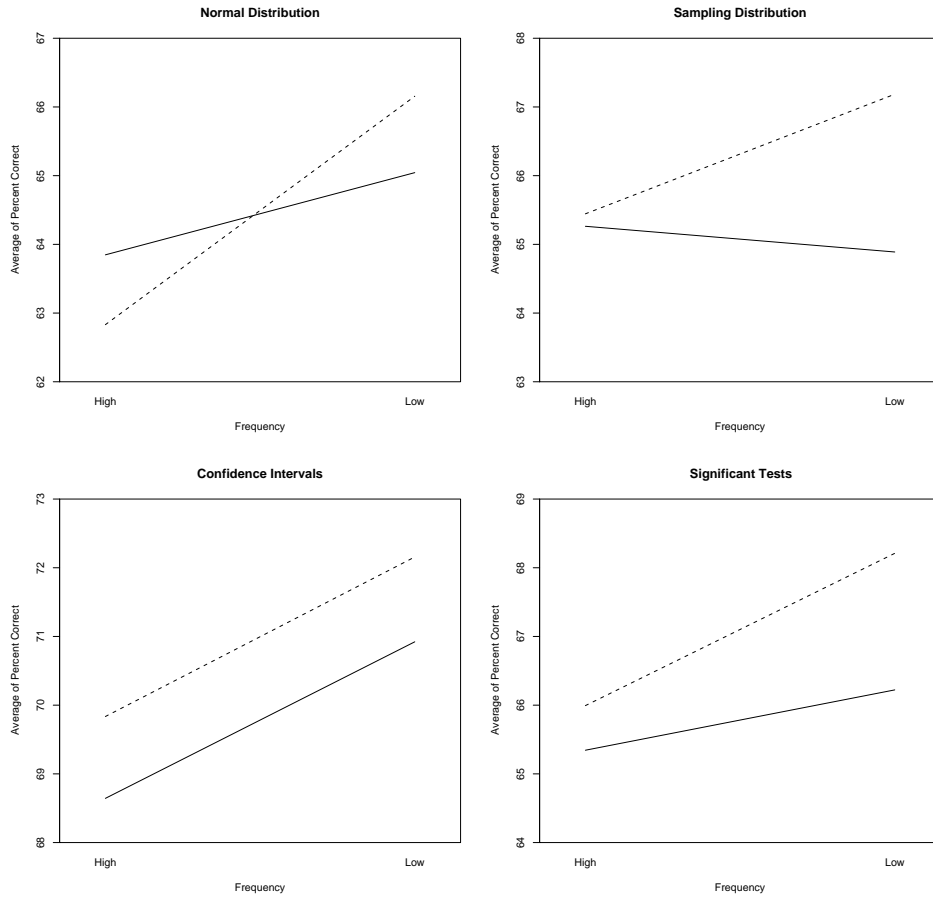 Normal Distribution
Average of Percent Correct
67
66
65
64
63
62
High
Low
Frequency
Sampling Distribution
Average of Percent Correct
68
67
66
65
64
63
High
Low
Frequency
Confidence Intervals
Average of Percent Correct
73
72
71
70
69
68
High
Low
Frequency
Significant Tests
Average of Percent Correct
69
68
67
66
65
64
High
Low
Frequency